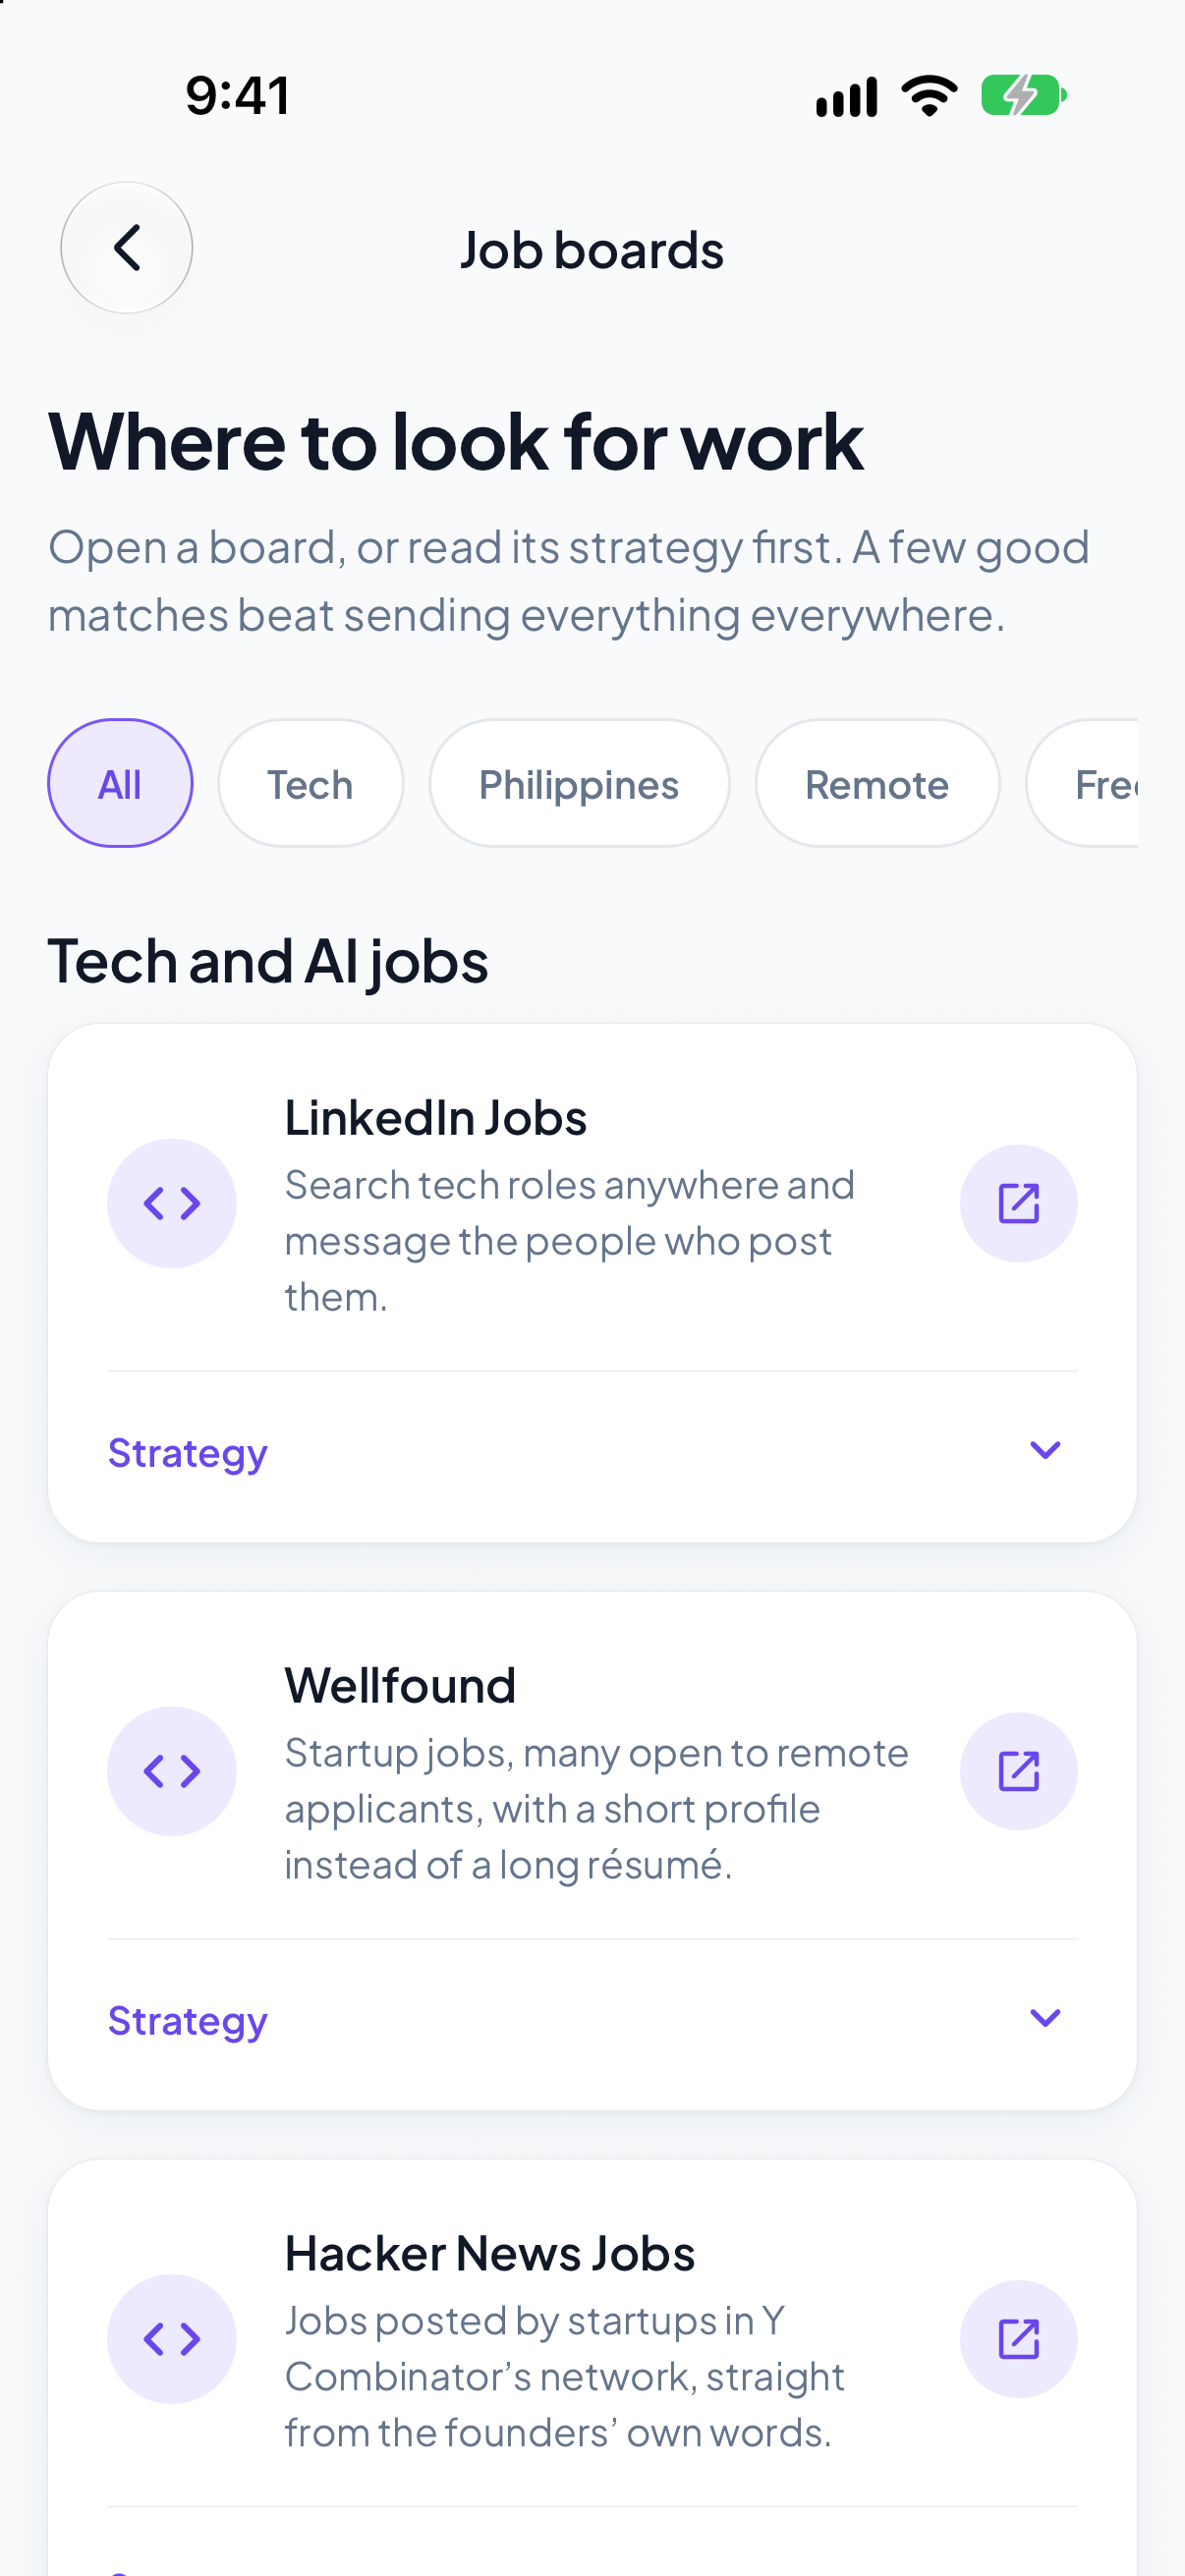 9:41
Job boards
Where to look for work
Open a board, or read its strategy first. A few good
matches beat sending everything everywhere.
All
Tech
Philippines
Remote
Tech and AI jobs
LinkedIn Jobs
Search tech roles anywhere and
message the people who post
them.
Strategy
Wellfound
Startup jobs, many open to remote
applicants, with a short profile
instead of a long résumé.
Strategy
Hacker News Jobs
Jobs posted by startups in Y
Combinator’s network, straight
from the founders’ own words.